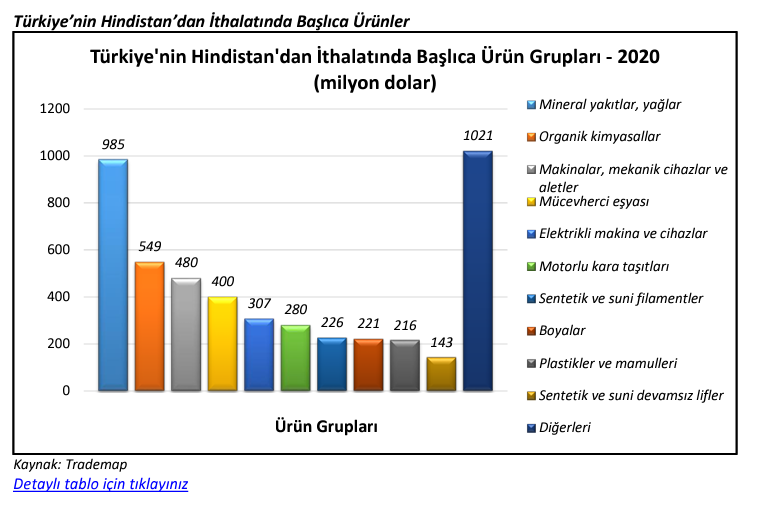 Türkiye’nin Hindistan’dan İthalatında Başlıca Ürünler
Türkiye'nin Hindistan'dan İthalatında Başlıca Ürün Grupları - 2020
(milyon dolar)
1200
1000
800
600
400
200
0
985
549
480
400
307
280
226
221
216
143
1021
Ürün Grupları
Mineral yakıtlar, yağlar
Organik kimyasallar
Makinalar, mekanik cihazlar ve
aletler
Mücevherci eşyası
Elektrikli makina ve cihazlar
Motorlu kara taşıtları
Sentetik ve suni filamentler
Boyalar
Plastikler ve mamulleri
Sentetik ve suni devamsız lifler
Diğerleri
Kaynak: Trademap
Detaylı tablo için tıklayınız